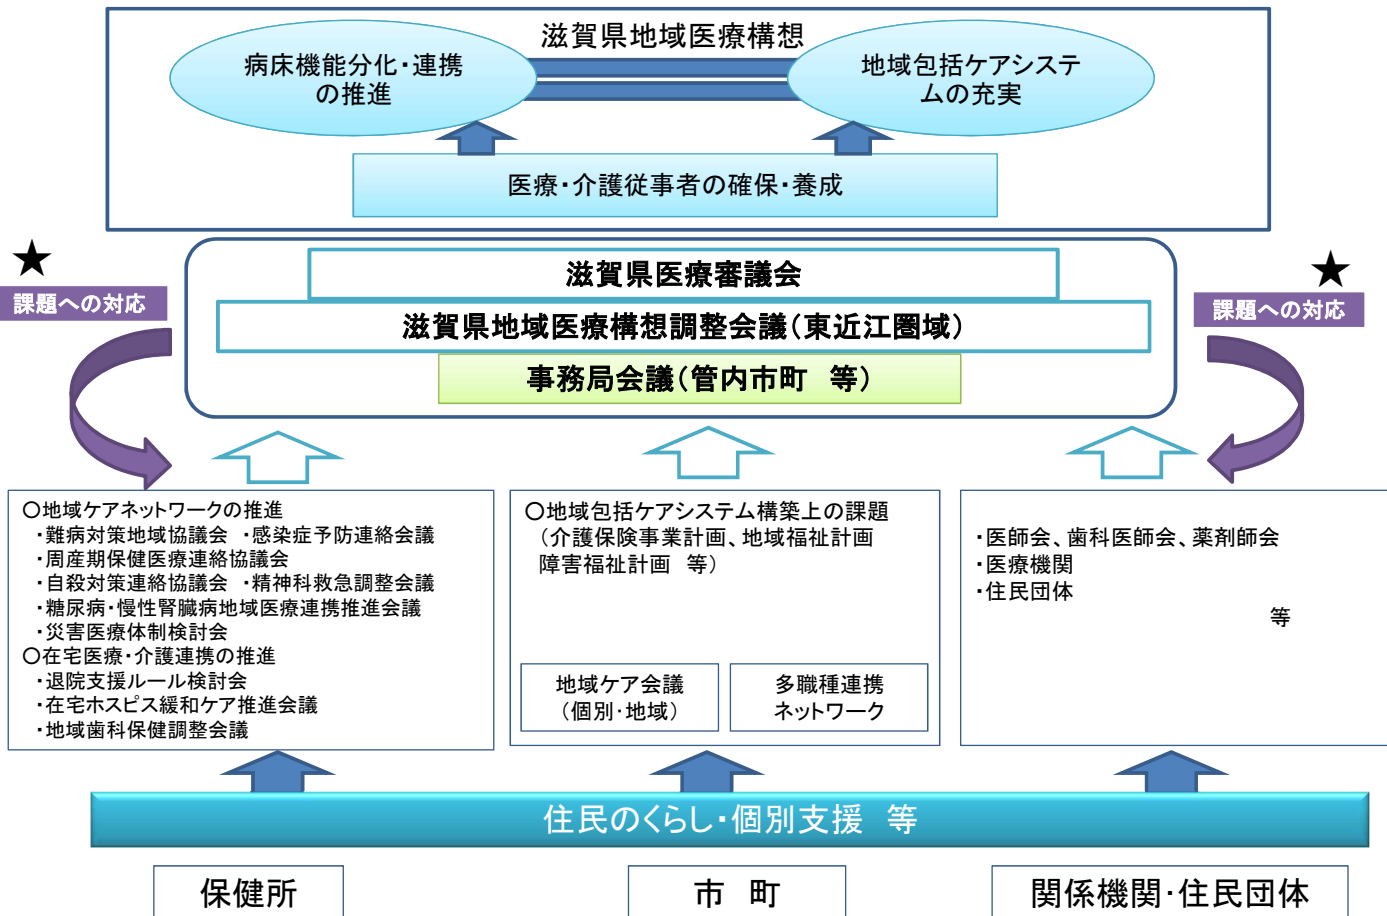 滋賀県地域医療構想
病床機能分化・連携
の推進
地域包括ケアシステ
ムの充実
医療・介護従事者の確保・養成
★
課題への対応
★
課題への対応
滋賀県医療審議会
滋賀県地域医療構想調整会議（東近江圏域）
事務局会議（管内市町　等）
〇地域ケアネットワークの推進
・難病対策地域協議会　・感染症予防連絡会議
・周産期保健医療連絡協議会
・自殺対策連絡協議会　・精神科救急調整会議
・糖尿病・慢性腎臓病地域医療連携推進会議
・災害医療体制検討会
〇在宅医療・介護連携の推進
・退院支援ルール検討会
・在宅ホスピス緩和ケア推進会議
・地域歯科保健調整会議
〇地域包括ケアシステム構築上の課題
（介護保険事業計画、地域福祉計画
障害福祉計画　等）
地域ケア会議
（個別・地域）
多職種連携
ネットワーク
・医師会、歯科医師会、薬剤師会
・医療機関
・住民団体
等
住民のくらし・個別支援　等
保健所
市　町
関係機関・住民団体